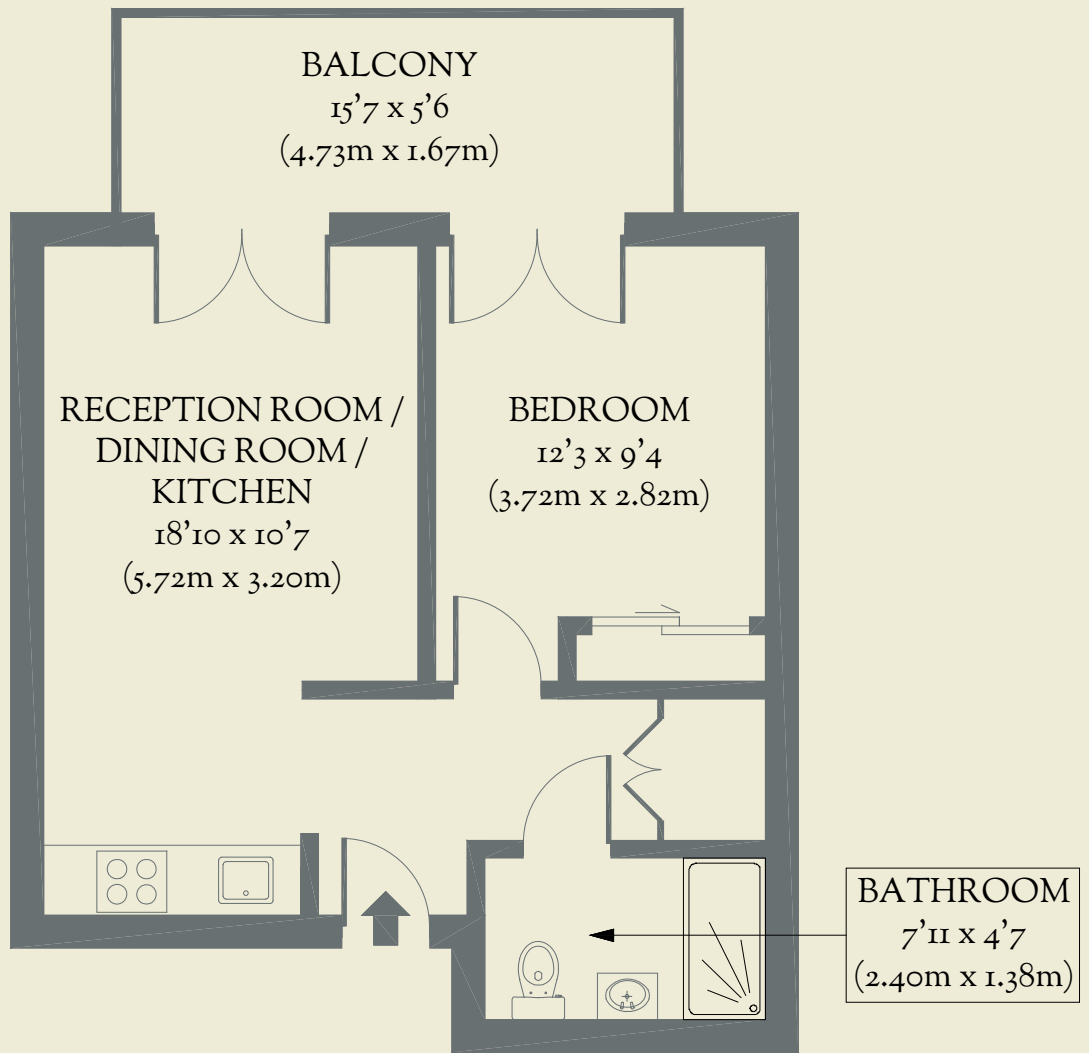 BALCONY
15’7 x 5’6
(4.73m x 1.67m)
RECEPTION ROOM /
DINING ROOM /
KITCHEN
18’10 x 10’7
(5.72m x 3.20m)
BEDROOM
12’3 x 9’4
(3.72m x 2.82m)
BATHROOM
7’11 x 4’7
(2.40m x 1.38m)